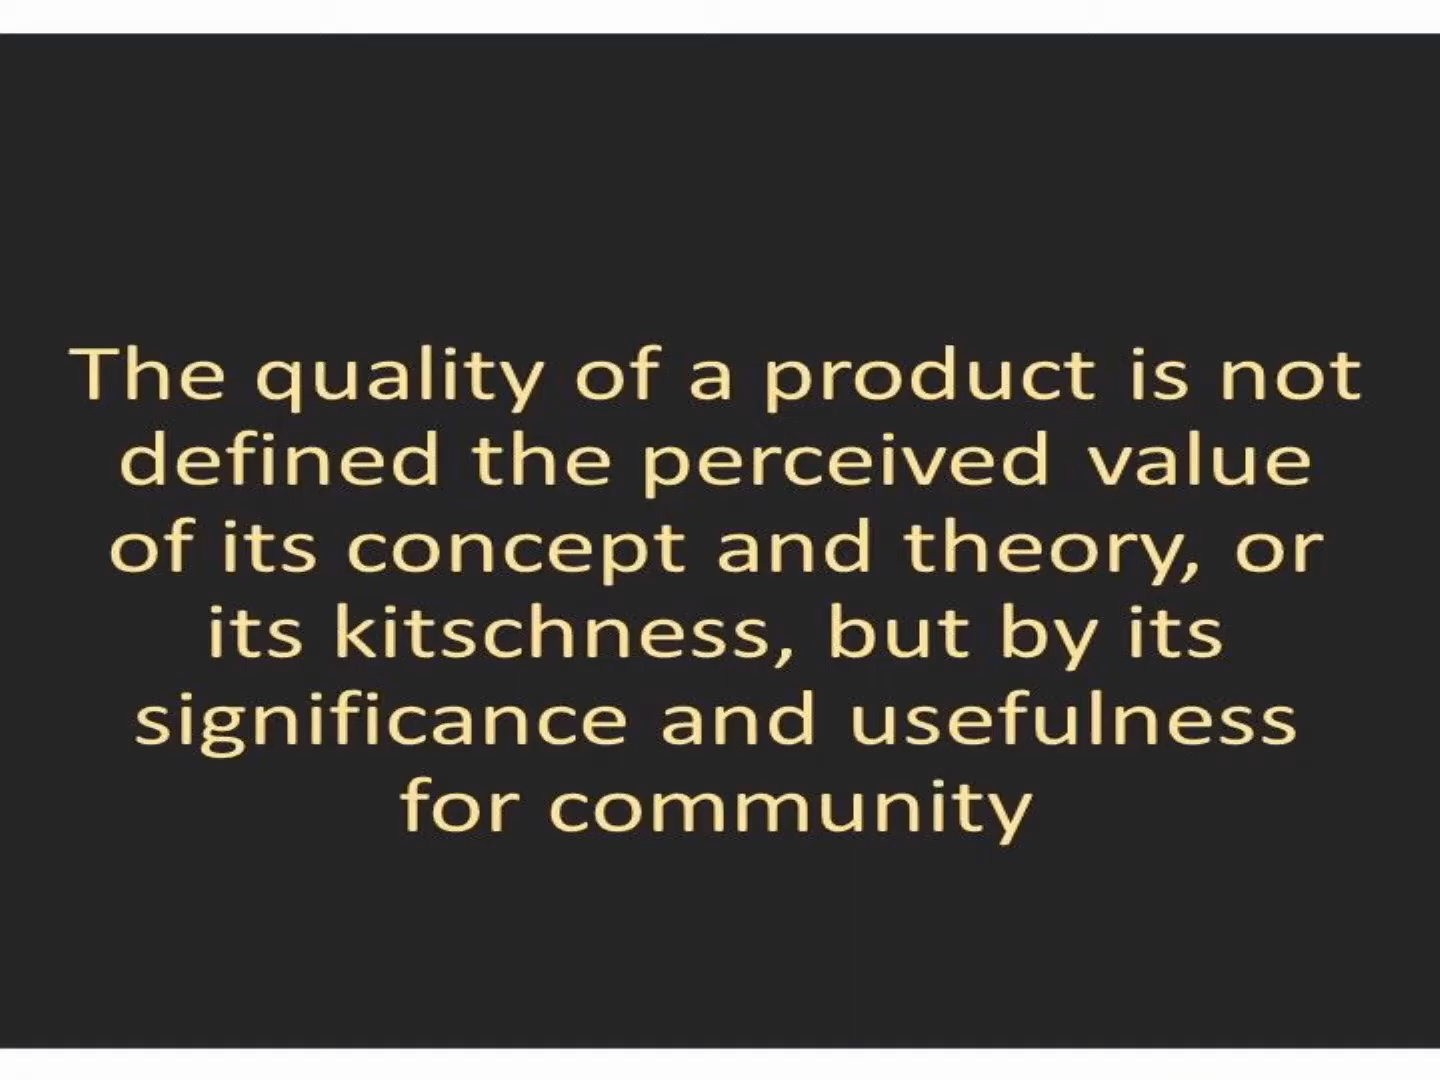 The quality of a product is not
defined the perceived value
of its concept and theory, or
its kitschness, but by its
significance and usefulness
for community